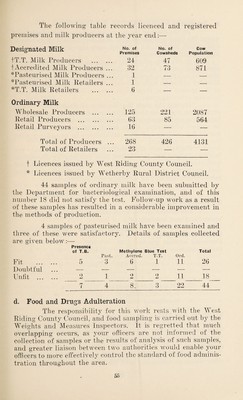 The following table records licenced and registered
premises and milk producers at the year end:—
Designated Milk No. of Premises No. of Cowsheds Cow Population
†T.T. Milk Producers ... ... 24 47 609
†Accredited Milk Producers ... 32 73 871
*Pasteurised Milk Producers ... 1 — —
*Pasteurised Milk Retailers ... 1 — —
*T.T. Milk Retailers ... ... 6 — —
Ordinary Milk
Wholesale Producers ... ... 125 221 2087
Retail Producers ... ... ... 63 85 564
Retail Purveyors ... ... ... 16 — —
Total of Producers ... 268 426 4131
Total of Retailers ... 23 — —
† Licences issued by West Riding County Council.
* Licences issued by Wetherby Rural District Council.
44 samples of ordinary milk have been submitted by
the Department for bacteriological examination, and of this
number 18 did not satisfy the test. Follow-up work as a result
of these samples has resulted in a considerable improvement in
the methods of production.
4 samples of pasteurised milk have been examined and
three of these were satisfactory. Details of samples collected
are given below:—
Presence of T.B. Methylene Blue Test Total
Past. Accred. T.T. Ord.
Fit ... ... 5 3 6 1 11 26
Doubtful ... — — — — — —
Unfit ... ... 2 1 2 2 11 18
7 4 8 3 22 44
d. Food and Drugs Adulteration
The responsibility for this work rests with the West
Riding County Council, and food sampling is carried out by the
Weights and Measures Inspectors. It is regretted that much
overlapping occurs, as your officers are not informed of the
collection of samples or the results of analysis of such samples,
and greater liaison between two authorities would enable your
officers to more effectively control the standard of food adminis-
tration throughout the area.